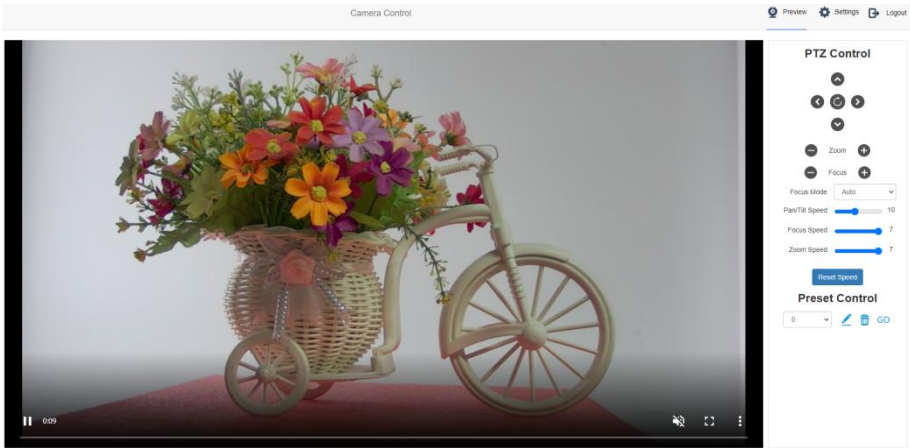 Camera Control
Preview Settings Logout
PTZ Control
Zoom
Focus
Focus Mode Auto
Pan/Tilt Speed 10
Focus Speed 7
Zoom Speed 7
Reset Speed
Preset Control
0 GO
0:09